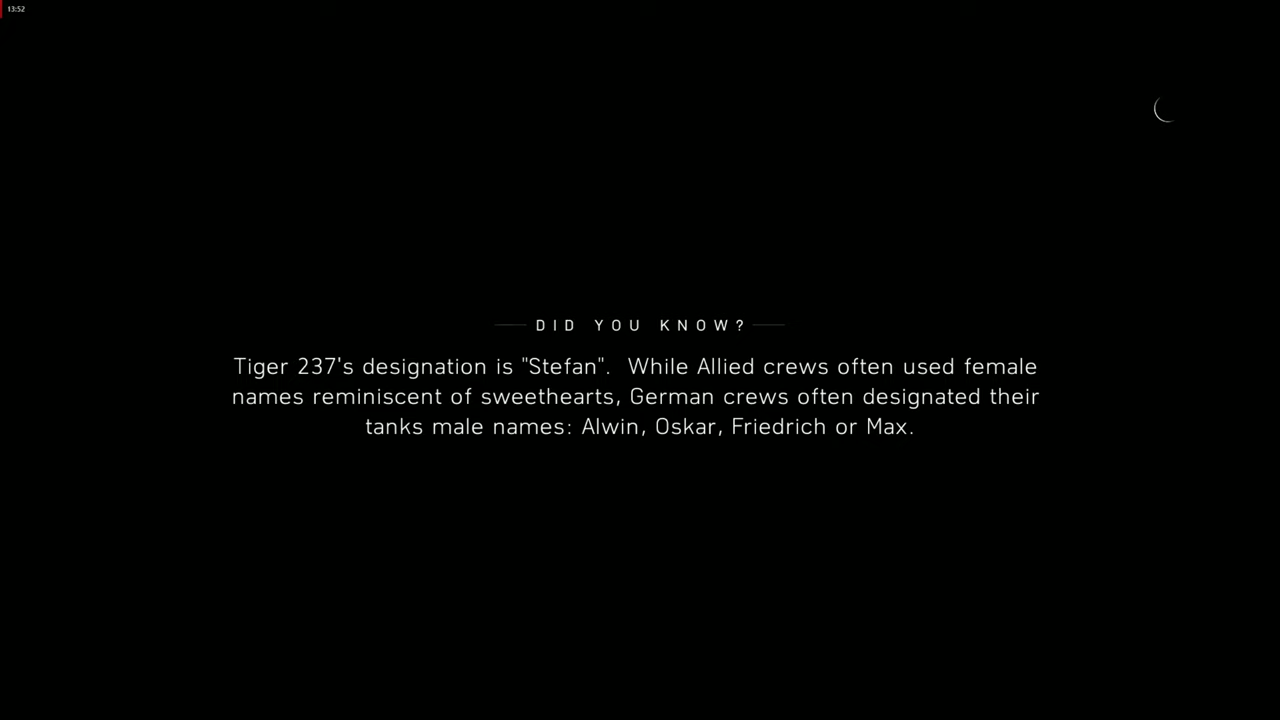 13:52
DID YOU KNOW?
Tiger 237's designation is "Stefan".  While Allied crews often used female
names reminiscent of sweethearts, German crews often designated their
tanks male names: Alwin, Oskar, Friedrich or Max.